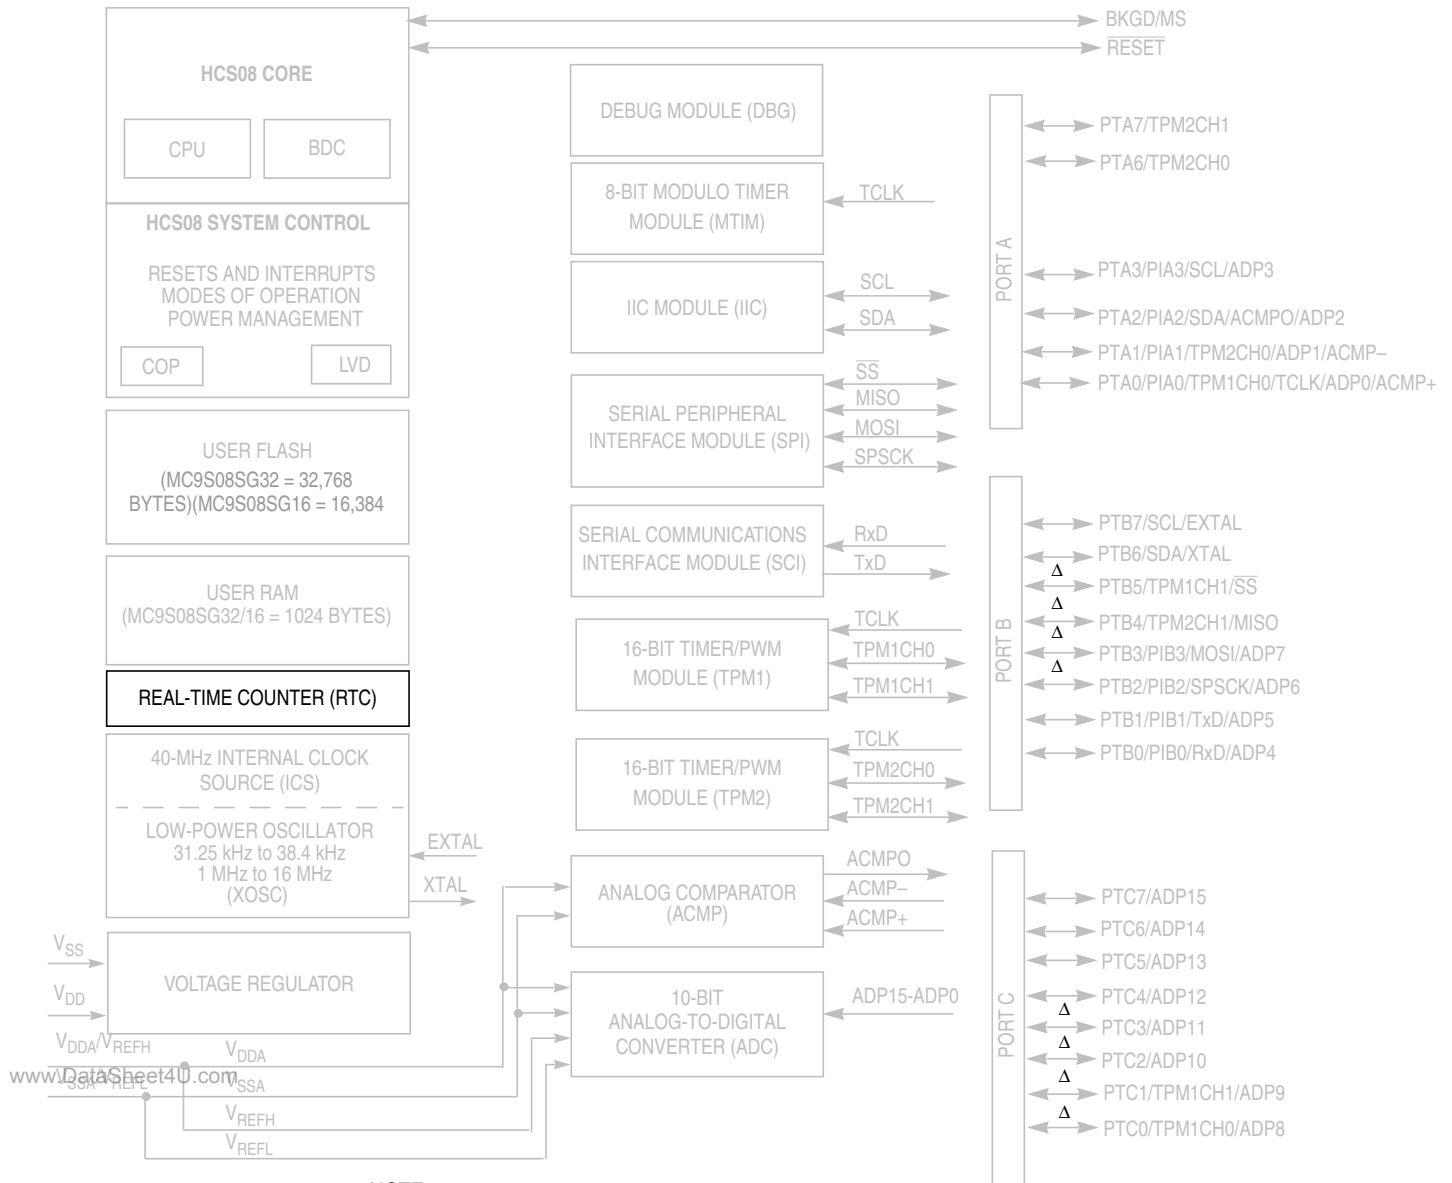 BKGD/MS
RESET
HCS08 CORE
CPU
BDC
HCS08 SYSTEM CONTROL
RESETS AND INTERRUPTS
MODES OF OPERATION
POWER MANAGEMENT
COP
LVD
USER FLASH
(MC9S08SG32 = 32,768
BYTES)(MC9S08SG16 = 16,384
USER RAM
(MC9S08SG32/16 = 1024 BYTES)
REAL-TIME COUNTER (RTC)
40-MHz INTERNAL CLOCK
SOURCE (ICS)
LOW-POWER OSCILLATOR
31.25 kHz to 38.4 kHz
1 MHz to 16 MHz
(XOSC)
EXTAL
XTAL
VSS
VDD
VOLTAGE REGULATOR
VDDA/VREFH
VDDA
www.DataSheet4U.com
VSSA/VREFL
VSSA
VREFH
VREFL
DEBUG MODULE (DBG)
8-BIT MODULO TIMER
MODULE (MTIM)
TCLK
IIC MODULE (IIC)
SCL
SDA
SERIAL PERIPHERAL
INTERFACE MODULE (SPI)
SS
MISO
MOSI
SPSCK
SERIAL COMMUNICATIONS
INTERFACE MODULE (SCI)
RxD
TxD
16-BIT TIMER/PWM
MODULE (TPM1)
TCLK
TPM1CH0
TPM1CH1
16-BIT TIMER/PWM
MODULE (TPM2)
TCLK
TPM2CH0
TPM2CH1
ANALOG COMPARATOR
(ACMP)
ACMPO
ACMP–
ACMP+
10-BIT
ANALOG-TO-DIGITAL
CONVERTER (ADC)
ADP15-ADP0
PORT A
PTA7/TPM2CH1
PTA6/TPM2CH0
PTA3/PIA3/SCL/ADP3
PTA2/PIA2/SDA/ACMPO/ADP2
PTA1/PIA1/TPM2CH0/ADP1/ACMP–
PTA0/PIA0/TPM1CH0/TCLK/ADP0/ACMP+
PORT B
PTB7/SCL/EXTAL
PTB6/SDA/XTAL
Δ
PTB5/TPM1CH1/SS
Δ
PTB4/TPM2CH1/MISO
Δ
PTB3/PIB3/MOSI/ADP7
Δ
PTB2/PIB2/SPSCK/ADP6
PTB1/PIB1/TxD/ADP5
PTB0/PIB0/RxD/ADP4
PORT C
PTC7/ADP15
PTC6/ADP14
PTC5/ADP13
PTC4/ADP12
Δ
PTC3/ADP11
Δ
PTC2/ADP10
Δ
PTC1/TPM1CH1/ADP9
Δ
PTC0/TPM1CH0/ADP8